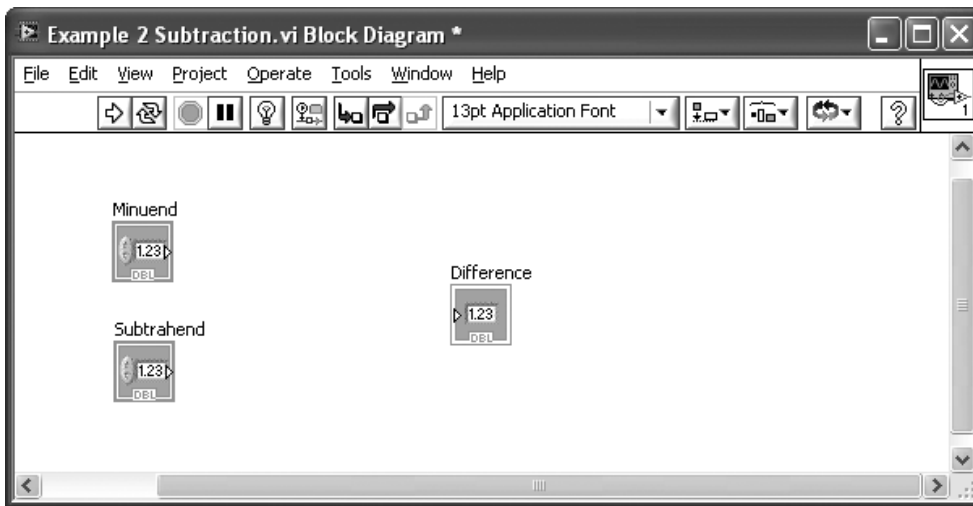 Example 2 Subtraction.vi Block Diagram *
File Edit View Project Operate Tools Window Help
13pt Application Font
1
Minuend
1.23
DBL
Difference
1.23
DBL
Subtrahend
1.23
DBL